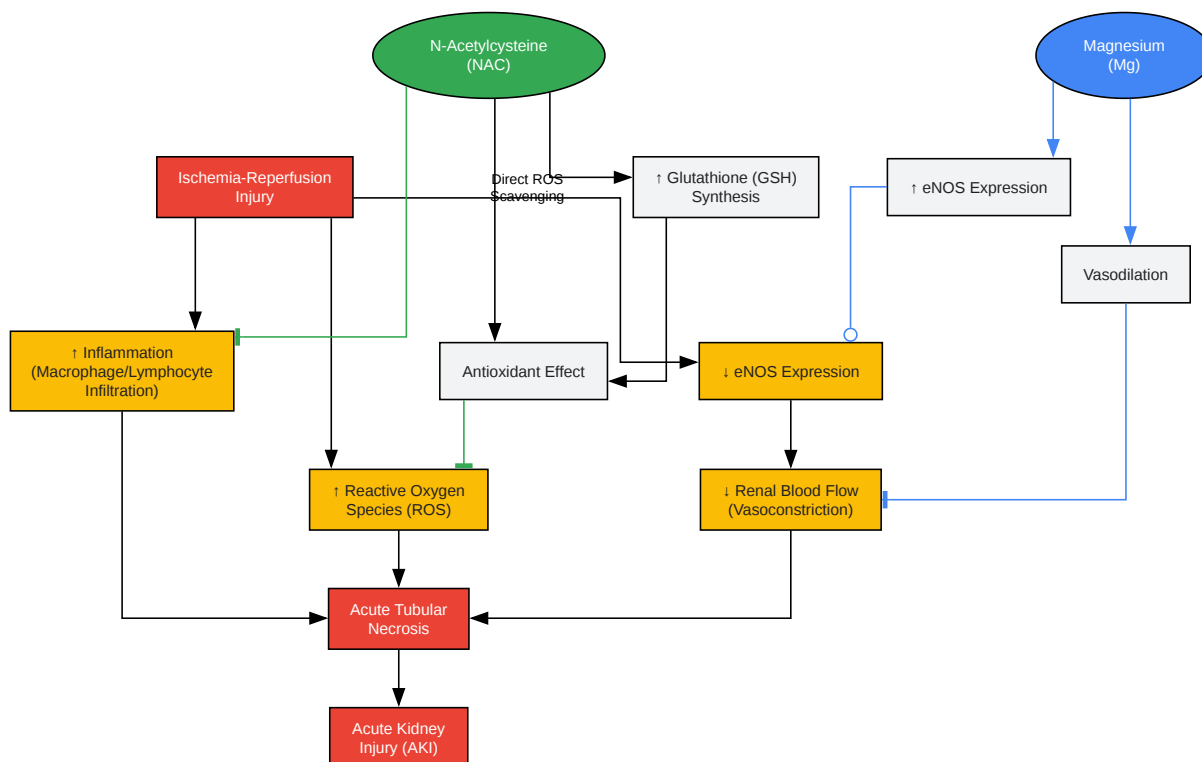 N-Acetylcysteine
(NAC)
Magnesium
(Mg)
Ischemia-Reperfusion
Injury
Direct ROS
Scavenging
↑ Glutathione (GSH)
Synthesis
↑ eNOS Expression
Vasodilation
↑ Inflammation
(Macrophage/Lymphocyte
Infiltration)
Antioxidant Effect
↓ eNOS Expression
↑ Reactive Oxygen
Species (ROS)
↓ Renal Blood Flow
(Vasoconstriction)
Acute Tubular
Necrosis
Acute Kidney
Injury (AKI)